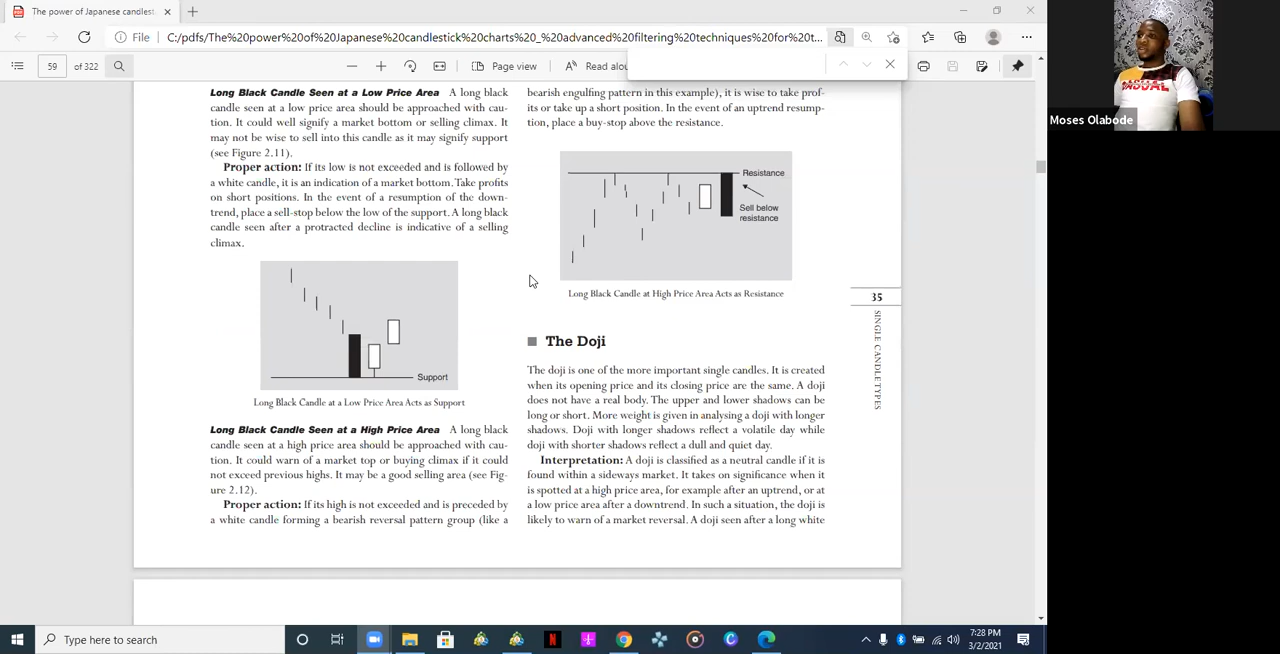 The power of Japanese candlest
File
C:/pdfs/The%20power%20of%20Japanese%20candlestick%20charts%20_%20advanced%20filtering%20techniques%20for%20t...
59
of 322
Page view
Read alou
Long Black Candle Seen at a Low Price Area A long black
candle seen at a low price area should be approached with cau-
tion. It could well signify a market bottom or selling climax. It
may not be wise to sell into this candle as it may signify support
(see Figure 2.11).
Proper action: If its low is not exceeded and is followed by
a white candle, it is an indication of a market bottom. Take profits
on short positions. In the event of a resumption of the down-
trend, place a sell-stop below the low of the support. A long black
candle seen after a protracted decline is indicative of a selling
climax.
Support
Long Black Candle at a Low Price Area Acts as Support
Long Black Candle Seen at a High Price Area A long black
candle seen at a high price area should be approached with cau-
tion. It could warn of a market top or buying climax if it could
not exceed previous highs. It may be a good selling area (see Fig-
ure 2.12).
Proper action: If its high is not exceeded and is preceded by
a white candle forming a bearish reversal pattern group (like a
bearish engulfing pattern in this example), it is wise to take prof-
its or take up a short position. In the event of an uptrend resump-
tion, place a buy-stop above the resistance.
Resistance
Sell below
resistance
Long Black Candle at High Price Area Acts as Resistance
The Doji
The doji is one of the more important single candles. It is created
when its opening price and its closing price are the same. A doji
does not have a real body. The upper and lower shadows can be
long or short. More weight is given in analysing a doji with longer
shadows. Doji with longer shadows reflect a volatile day while
doji with shorter shadows reflect a dull and quiet day.
Interpretation: A doji is classified as a neutral candle if it is
found within a sideways market. It takes on significance when it
is spotted at a high price area, for example after an uptrend, or at
a low price area after a downtrend. In such a situation, the doji is
likely to warn of a market reversal. A doji seen after a long white
35
SINGLE CANDLE TYPES
Moses Olabode
Type here to search
7:28 PM
3/2/2021